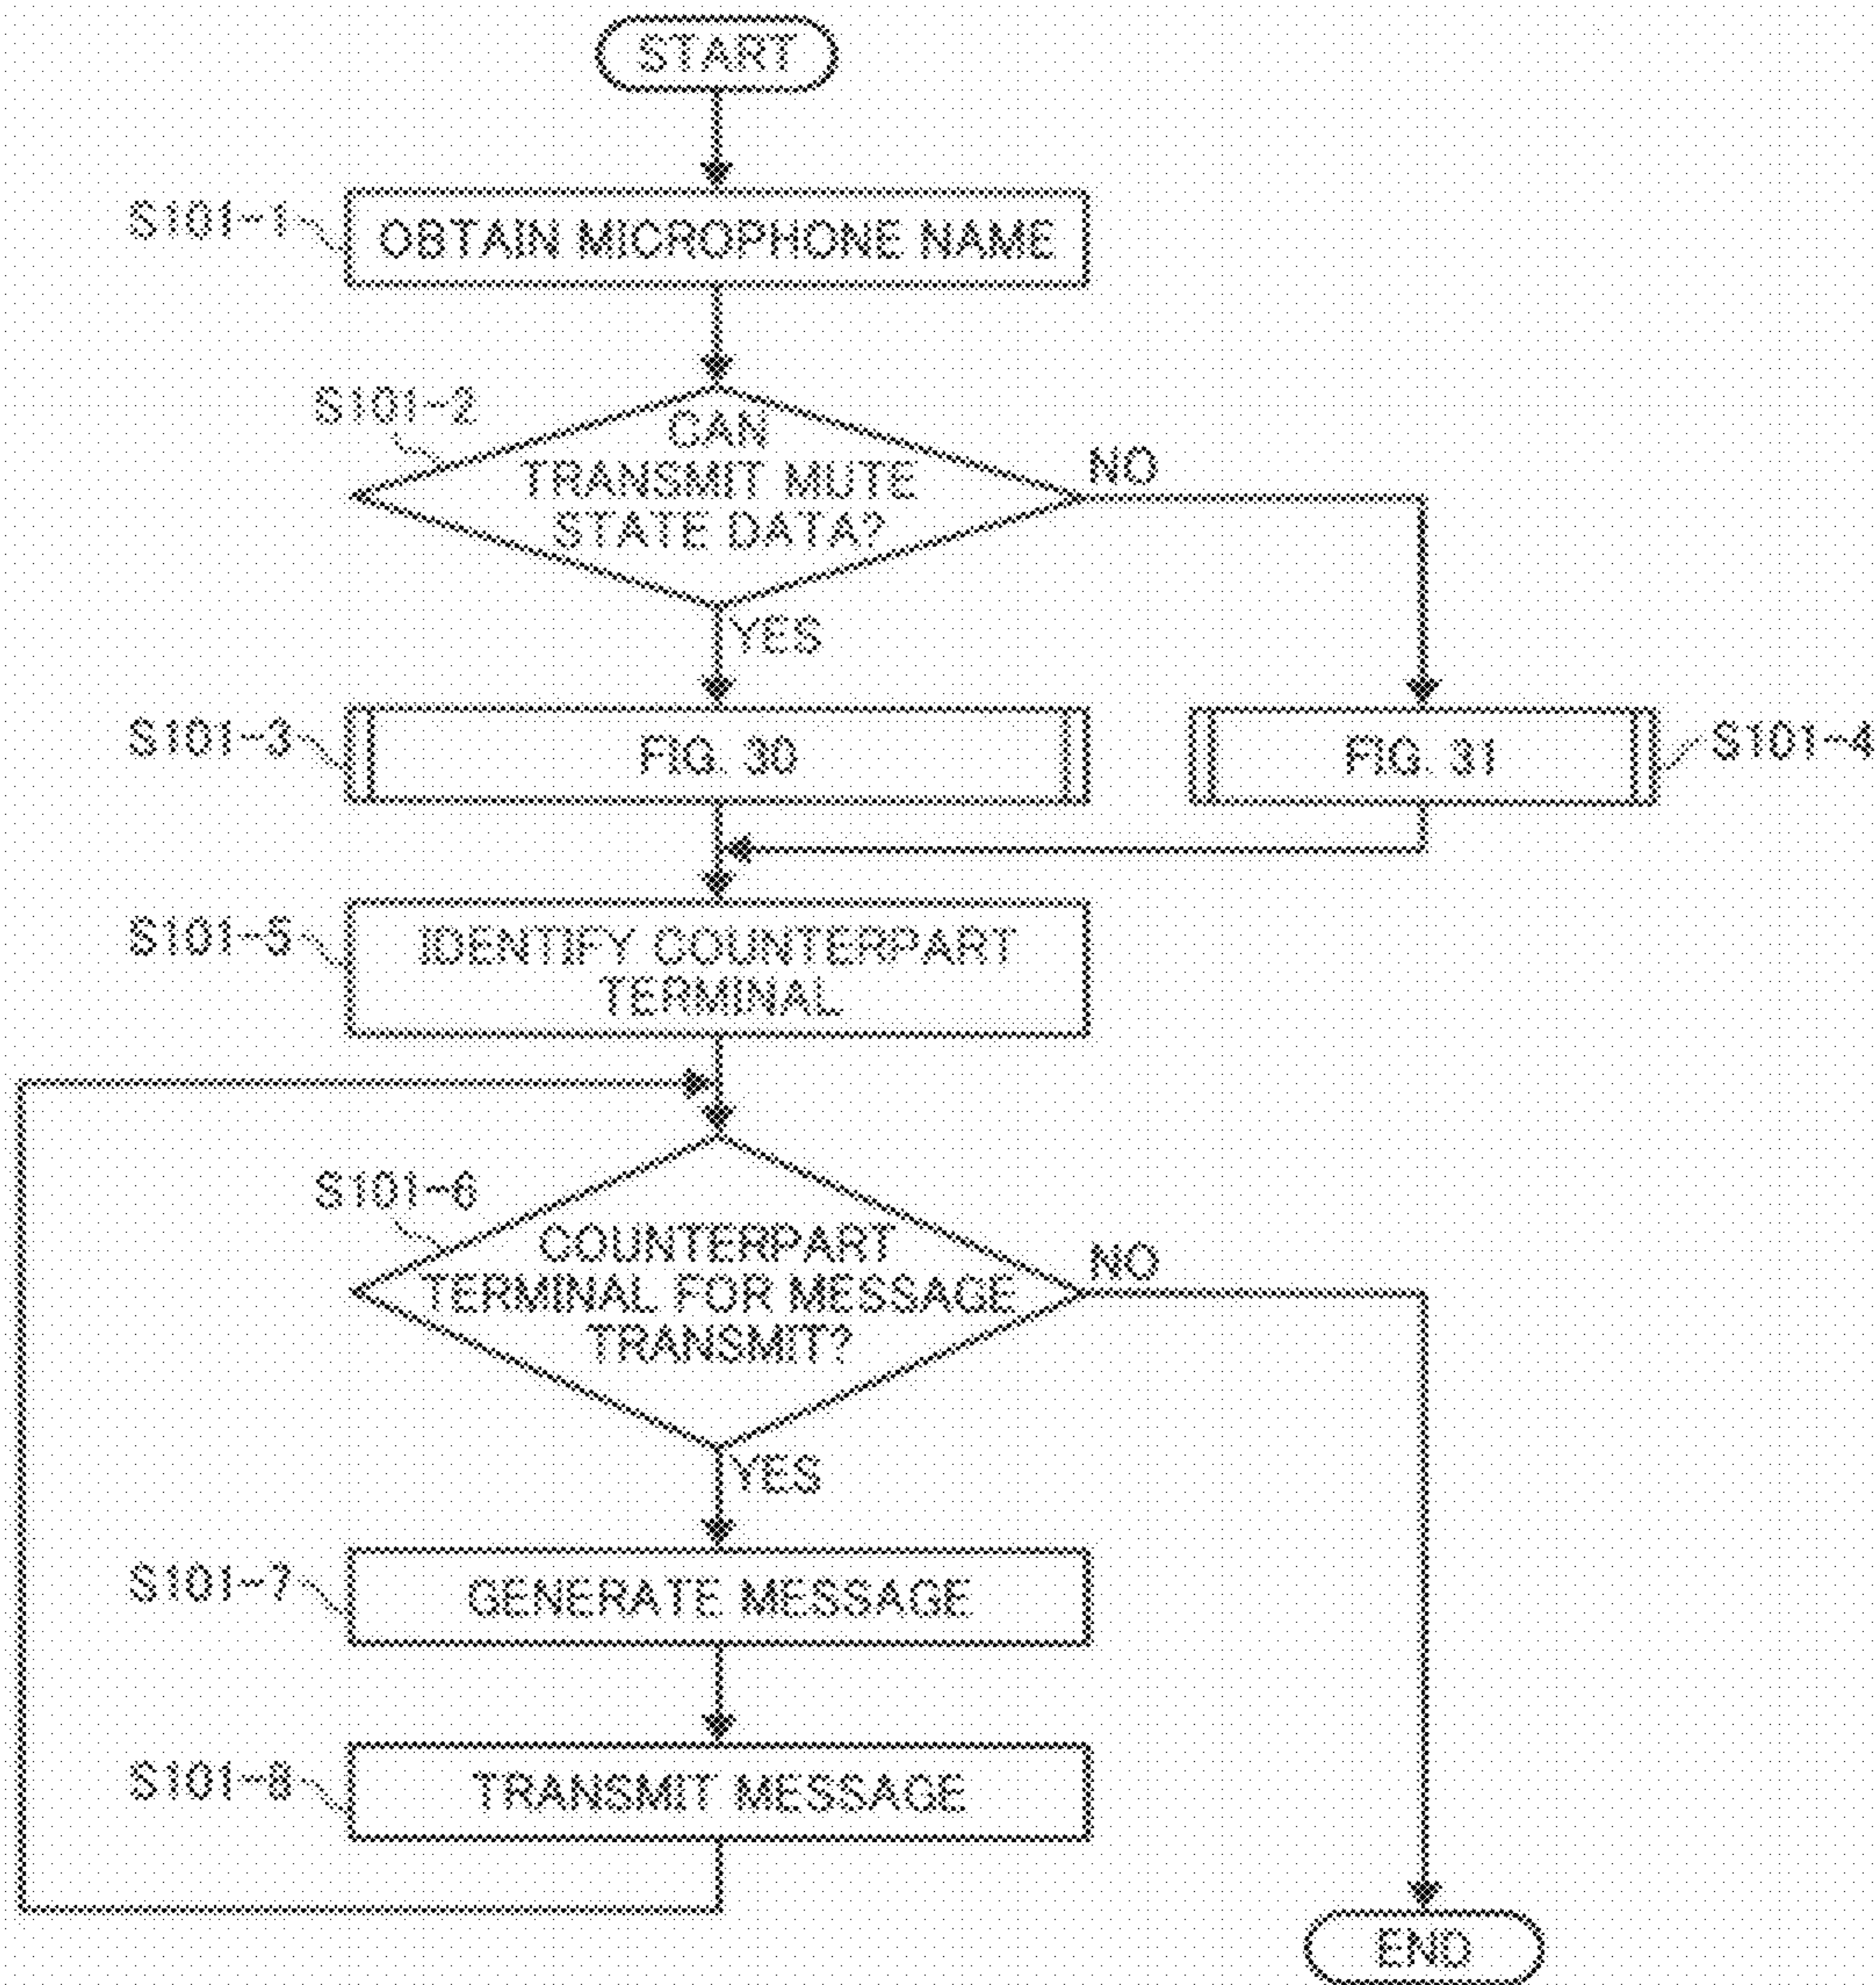 START
S101-1
OBTAIN MICROPHONE NAME
S101-2
CAN
TRANSMIT MUTE
STATE DATA?
NO
YES
S101-3
FIG. 30
FIG. 31
S101-4
S101-5
IDENTIFY COUNTERPART
TERMINAL
S101-6
COUNTERPART
TERMINAL FOR MESSAGE
TRANSMIT?
NO
YES
S101-7
GENERATE MESSAGE
S101-8
TRANSMIT MESSAGE
END